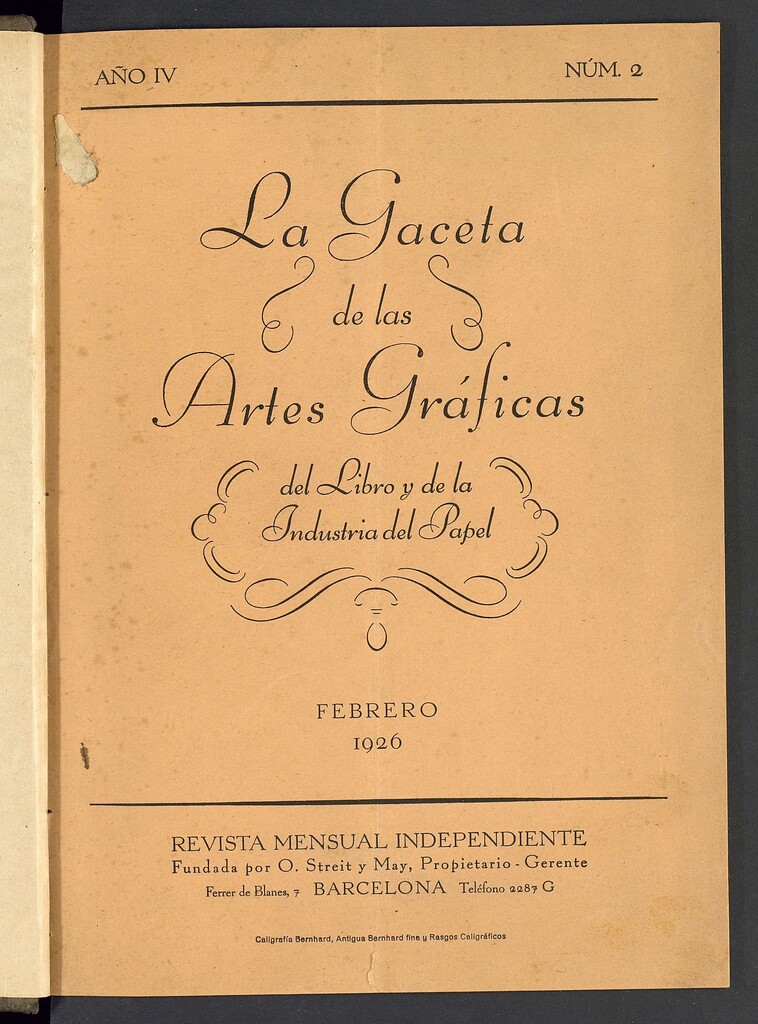 AÑO IV
NÚM. 2
La Gaceta
de las
Artes Gráficas
del Libro y de la
Industria del Papel
FEBRERO
1926
REVISTA MENSUAL INDEPENDIENTE
Fundada por O. Streit y May, Propietario - Gerente
Ferrer de Blanes, 7 BARCELONA Teléfono 2287 G
Caligrafía Bernhard, Antigua Bernhard fina y Rasgos Caligráficos